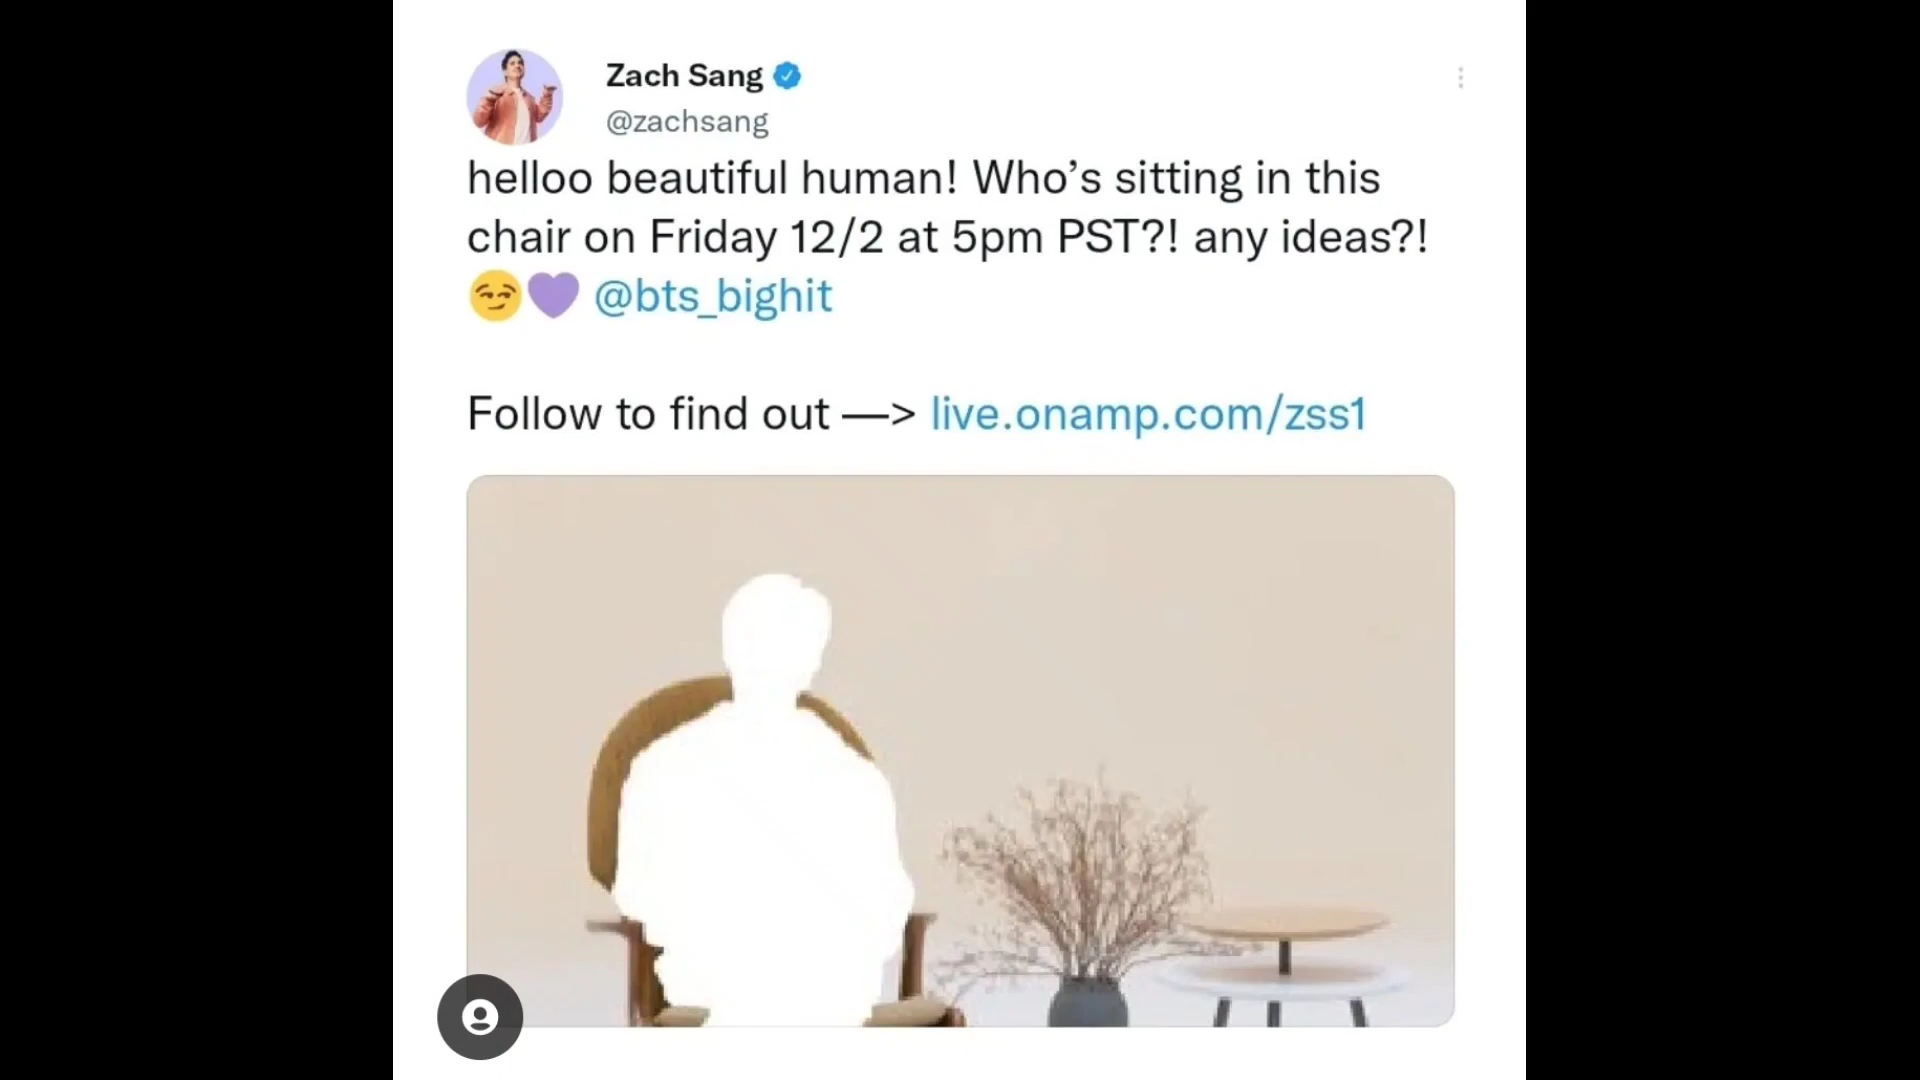 Zach Sang
@zachsang
helloo beautiful human! Who’s sitting in this
chair on Friday 12/2 at 5pm PST?! any ideas?!
😏💜 @bts_bighit
Follow to find out —> live.onamp.com/zss1